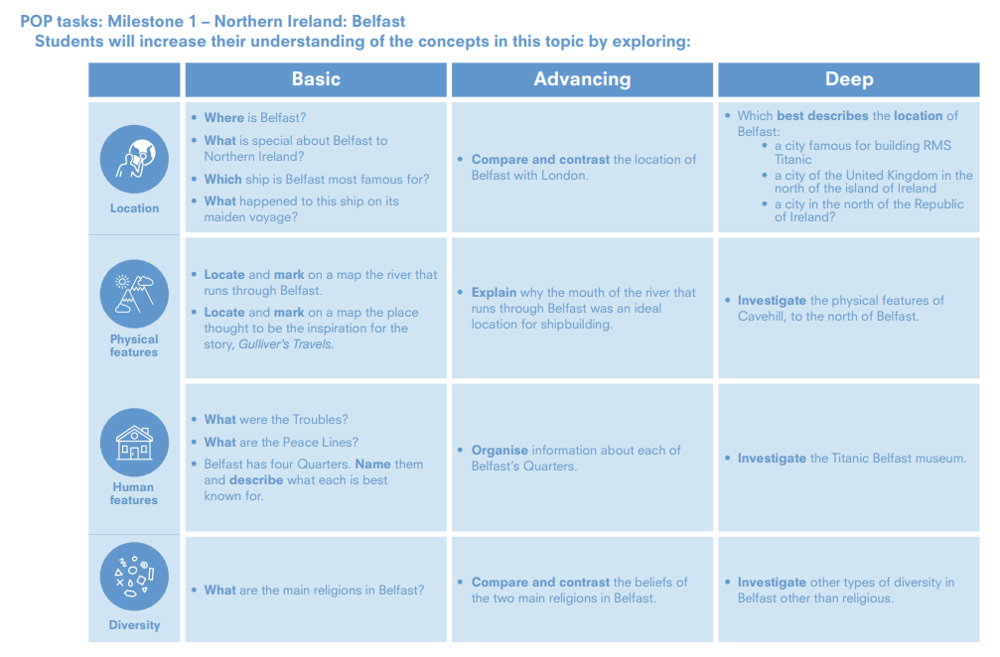 POP tasks: Milestone 1 – Northern Ireland: Belfast
Students will increase their understanding of the concepts in this topic by exploring:
Basic
Advancing
Deep
Location
• Where is Belfast?
• What is special about Belfast to
Northern Ireland?
• Which ship is Belfast most famous for?
• What happened to this ship on its
maiden voyage?
• Compare and contrast the location of
Belfast with London.
• Which best describes the location of
Belfast:
• a city famous for building RMS
Titanic
• a city of the United Kingdom in the
north of the island of Ireland
• a city in the north of the Republic
of Ireland?
Physical
features
• Locate and mark on a map the river that
runs through Belfast.
• Locate and mark on a map the place
thought to be the inspiration for the
story, Gulliver's Travels.
• Explain why the mouth of the river that
runs through Belfast was an ideal
location for shipbuilding.
• Investigate the physical features of
Cavehill, to the north of Belfast.
Human
features
• What were the Troubles?
• What are the Peace Lines?
• Belfast has four Quarters. Name them
and describe what each is best
known for.
• Organise information about each of
Belfast's Quarters.
• Investigate the Titanic Belfast museum.
Diversity
• What are the main religions in Belfast?
• Compare and contrast the beliefs of
the two main religions in Belfast.
• Investigate other types of diversity in
Belfast other than religious.